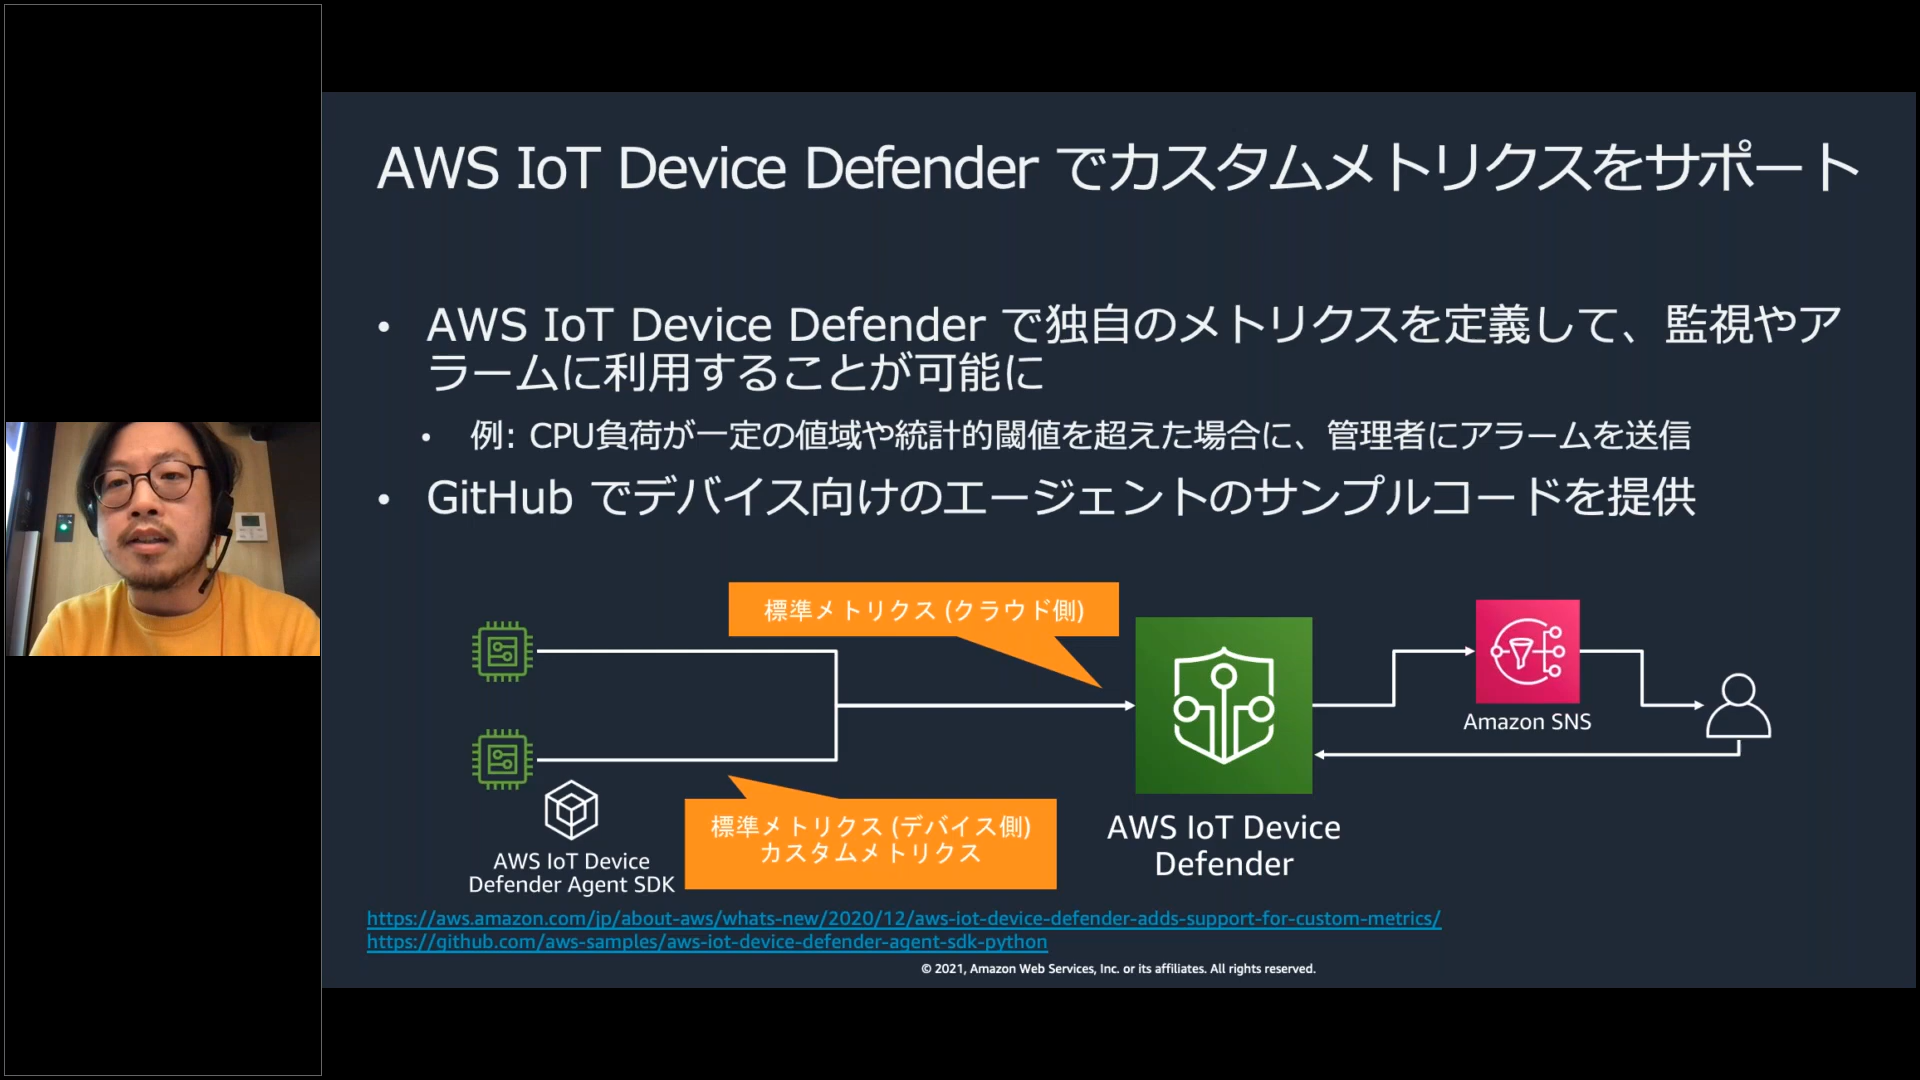 AWS IoT Device Defender でカスタムメトリクスをサポート
• AWS IoT Device Defender で独自のメトリクスを定義して、監視やア
ラームに利用することが可能に
• 例: CPU負荷が一定の値域や統計的閾値を超えた場合に、管理者にアラームを送信
• GitHub でデバイス向けのエージェントのサンプルコードを提供
標準メトリクス (クラウド側)
Amazon SNS
標準メトリクス (デバイス側)
カスタムメトリクス
AWS IoT Device
Defender
AWS IoT Device
Defender Agent SDK
https://aws.amazon.com/jp/about-aws/whats-new/2020/12/aws-iot-device-defender-adds-support-for-custom-metrics/
https://github.com/aws-samples/aws-iot-device-defender-agent-sdk-python
© 2021, Amazon Web Services, Inc. or its affiliates. All rights reserved.